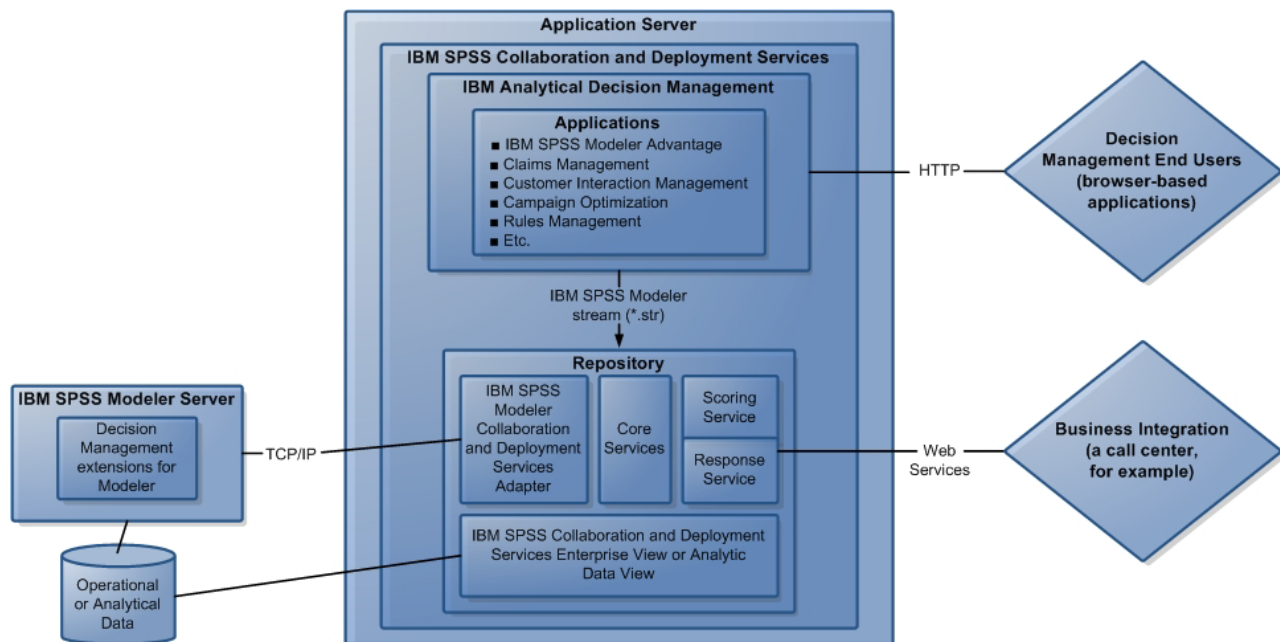 Application Server
IBM SPSS Collaboration and Deployment Services
IBM Analytical Decision Management
Applications
■ IBM SPSS Modeler Advantage
■ Claims Management
■ Customer Interaction Management
■ Campaign Optimization
■ Rules Management
■ Etc.
HTTP
Decision
Management End Users
(browser-based
applications)
IBM SPSS Modeler
stream (*.str)
Repository
IBM SPSS
Modeler
Collaboration
and Deployment
Services
Adapter
Core
Services
Scoring
Service
Response
Service
Web
Services
Business Integration
(a call center,
for example)
IBM SPSS Modeler Server
Decision
Management
extensions for
Modeler
TCP/IP
IBM SPSS Collaboration and Deployment
Services Enterprise View or Analytic
Data View
Operational
or Analytical
Data